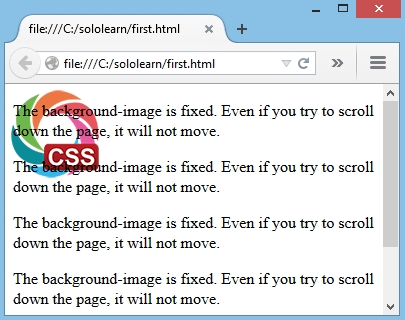 file:///C:/sololearn/first.html
file:///C:/sololearn/first.html
The background-image is fixed. Even if you try to scroll
down the page, it will not move.
CSS
The background-image is fixed. Even if you try to scroll
down the page, it will not move.
The background-image is fixed. Even if you try to scroll
down the page, it will not move.
The background-image is fixed. Even if you try to scroll
down the page, it will not move.